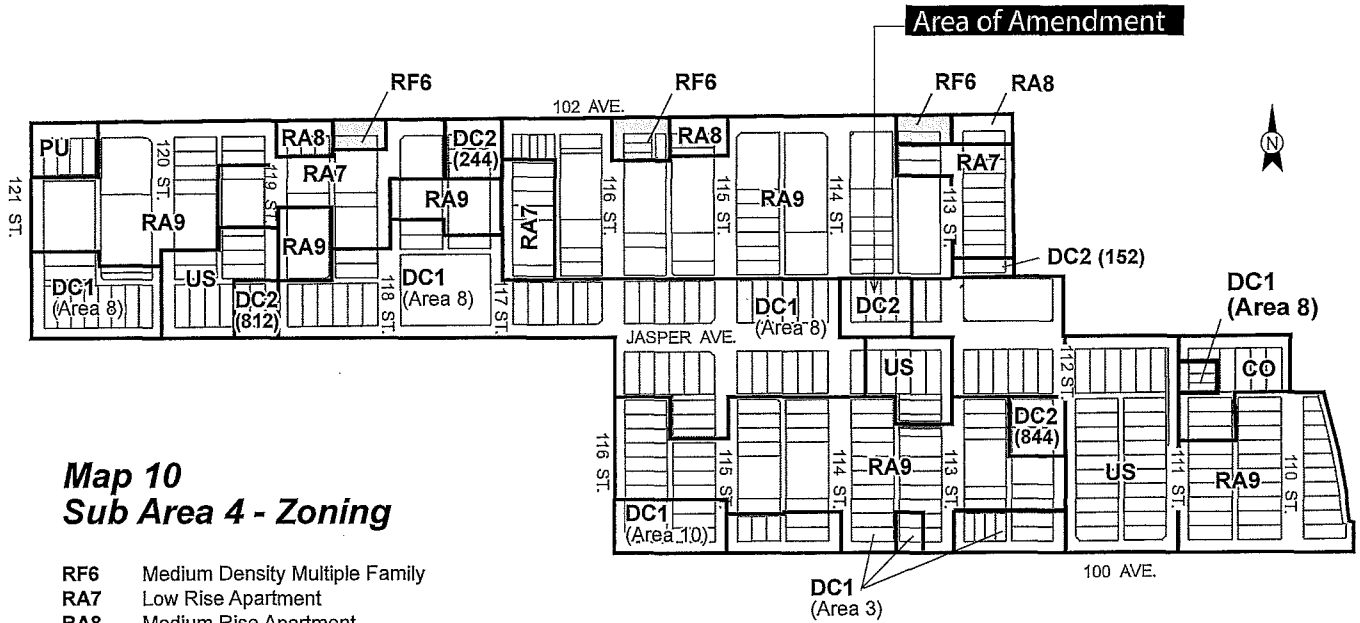 Area of Amendment
RF6
RF6
RF6
RA8
102 AVE.
PU
RA8
DC2
(244)
RA8
RA7
RA7
N
121 ST.
120 ST.
119 ST.
RA9
RA9
RA9
RA7
116 ST.
115 ST.
RA9
114 ST.
113 ST.
DC2 (152)
DC1
(Area 8)
US
DC2
(812)
118 ST.
DC1
(Area 8)
117 ST.
DC1
(Area 8)
DC2
DC1
(Area 8)
JASPER AVE.
US
112 ST.
CO
DC2
(844)
116 ST.
115 ST.
114 ST.
RA9
113 ST.
US
111 ST.
RA9
110 ST.
DC1
(Area 10)
100 AVE.
DC1
(Area 3)
Map 10
Sub Area 4 - Zoning
RF6 Medium Density Multiple Family
RA7 Low Rise Apartment
RA8 Medium Rise Apartment